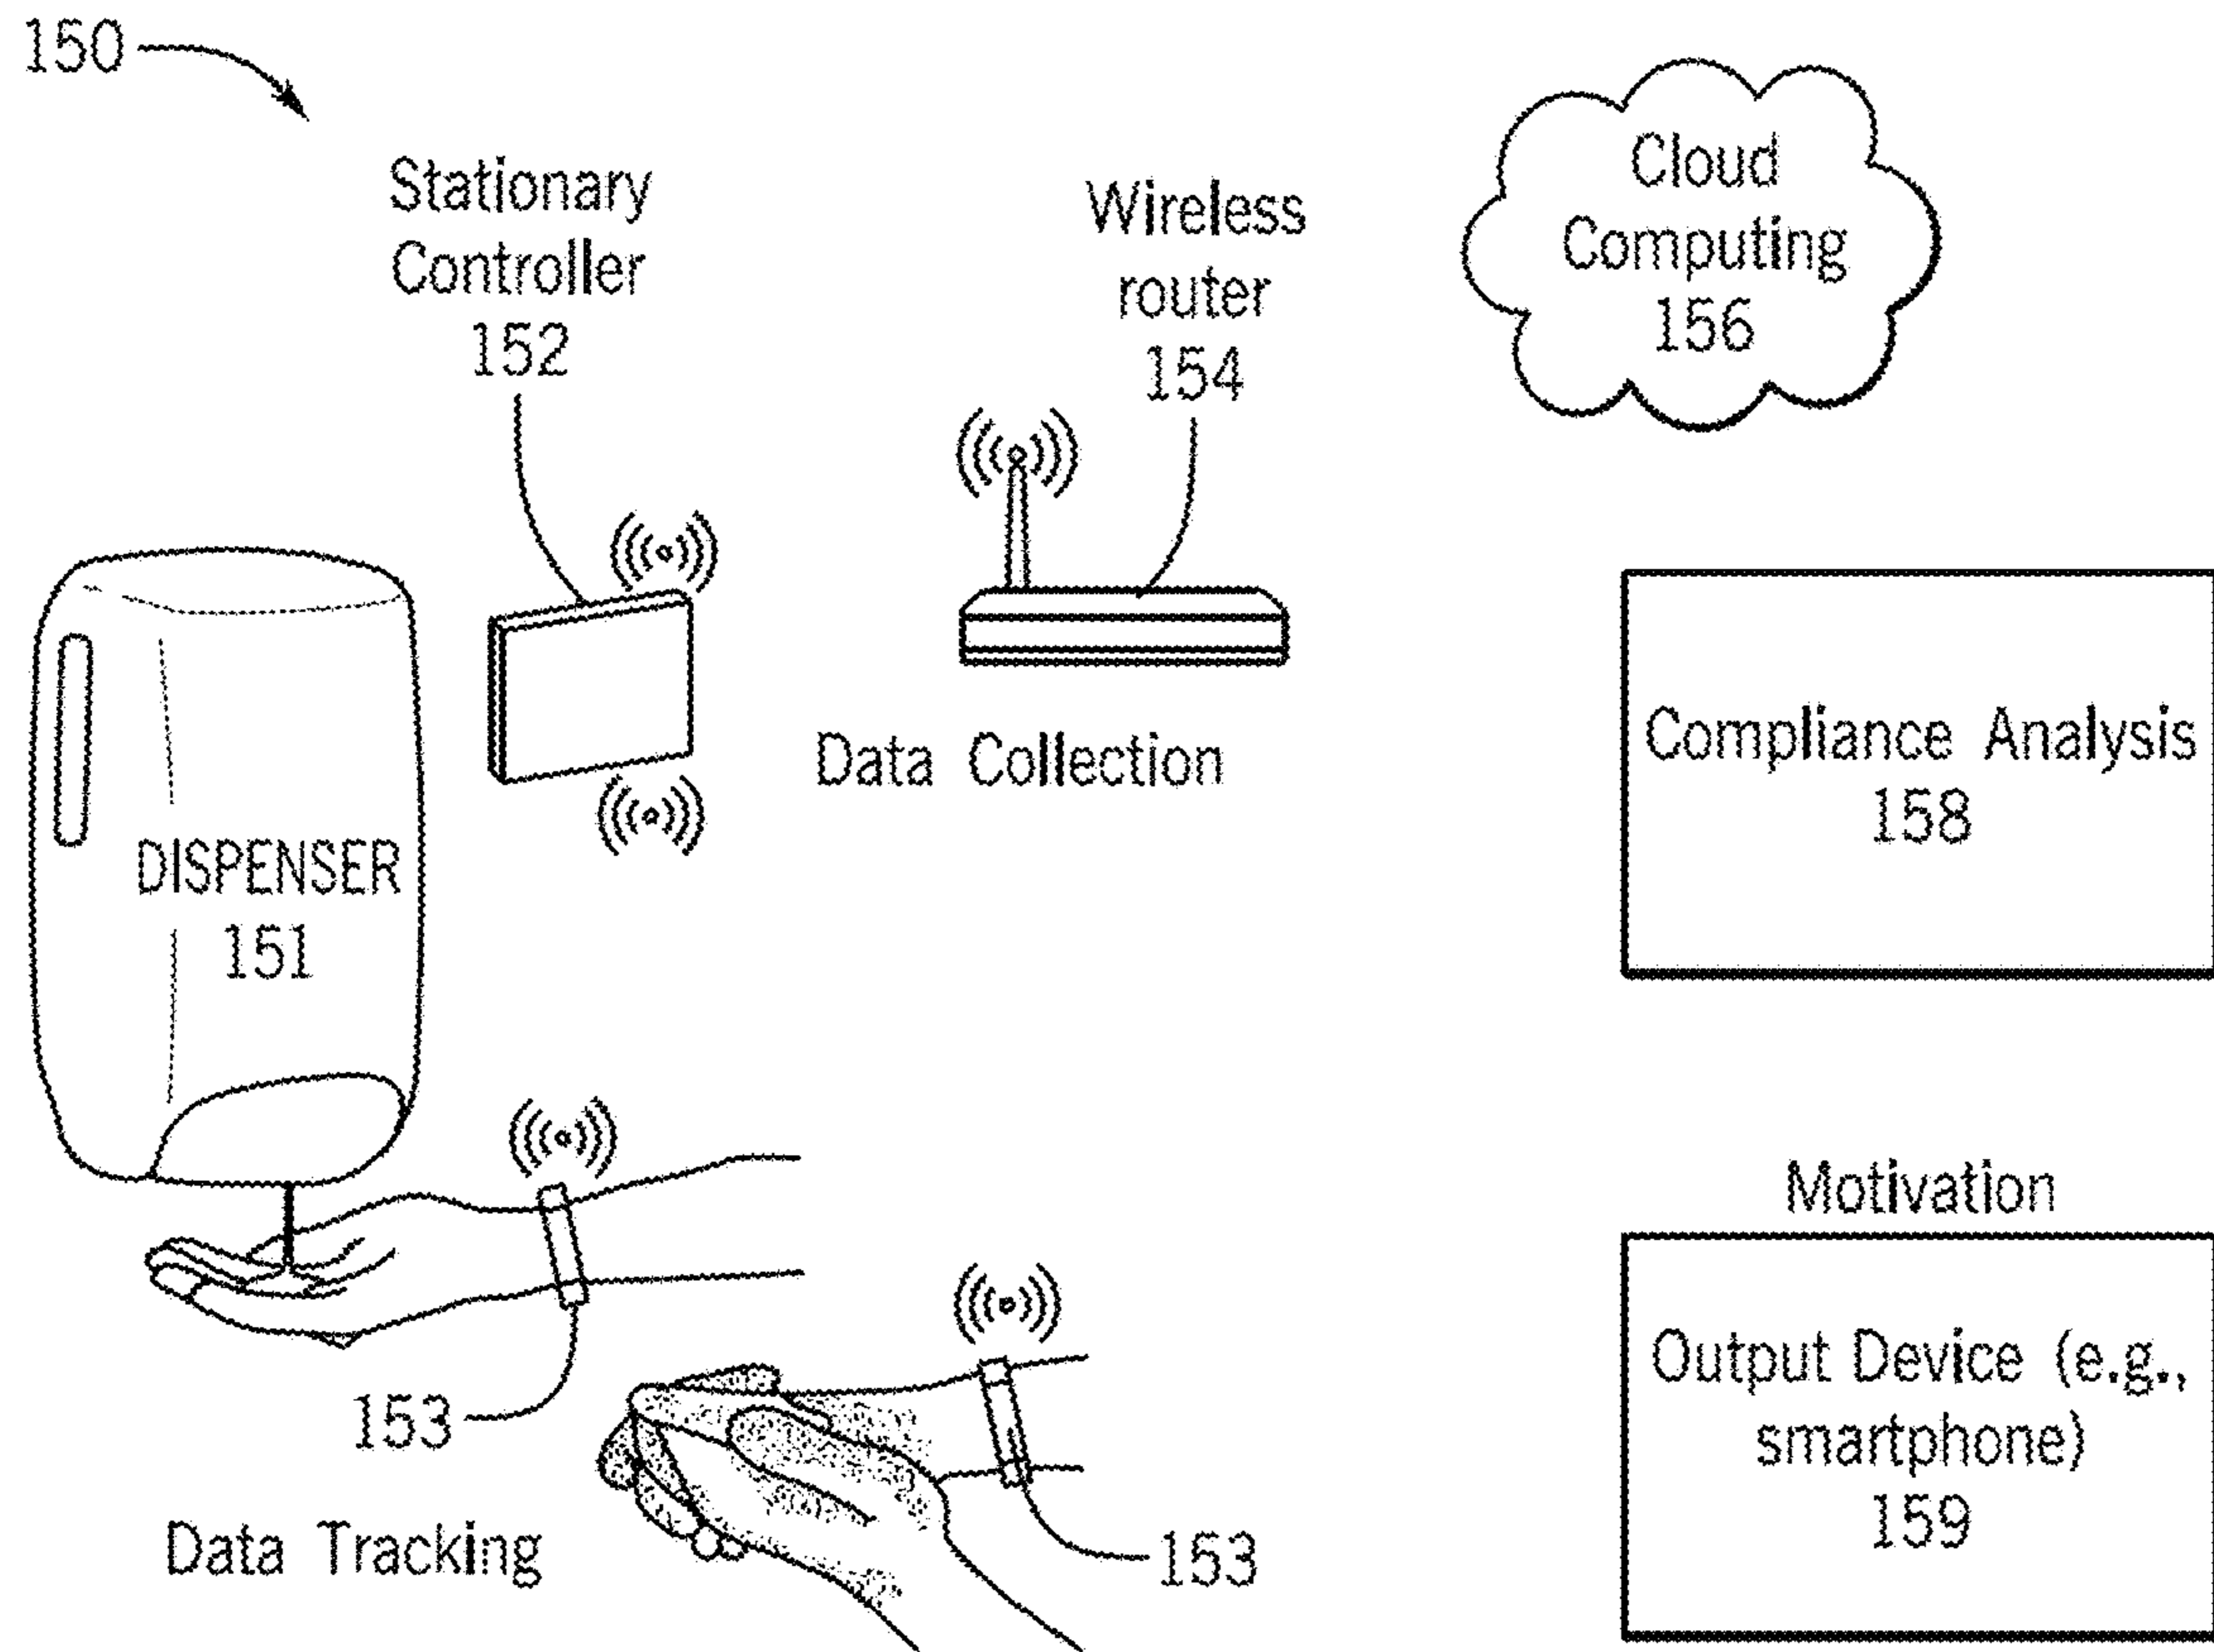 150
Stationary
Controller
152
Wireless
router
154
Cloud
Computing
156
Data Collection
DISPENSER
151
Compliance Analysis
158
153
Data Tracking
153
Motivation
Output Device (e.g.,
smartphone)
159